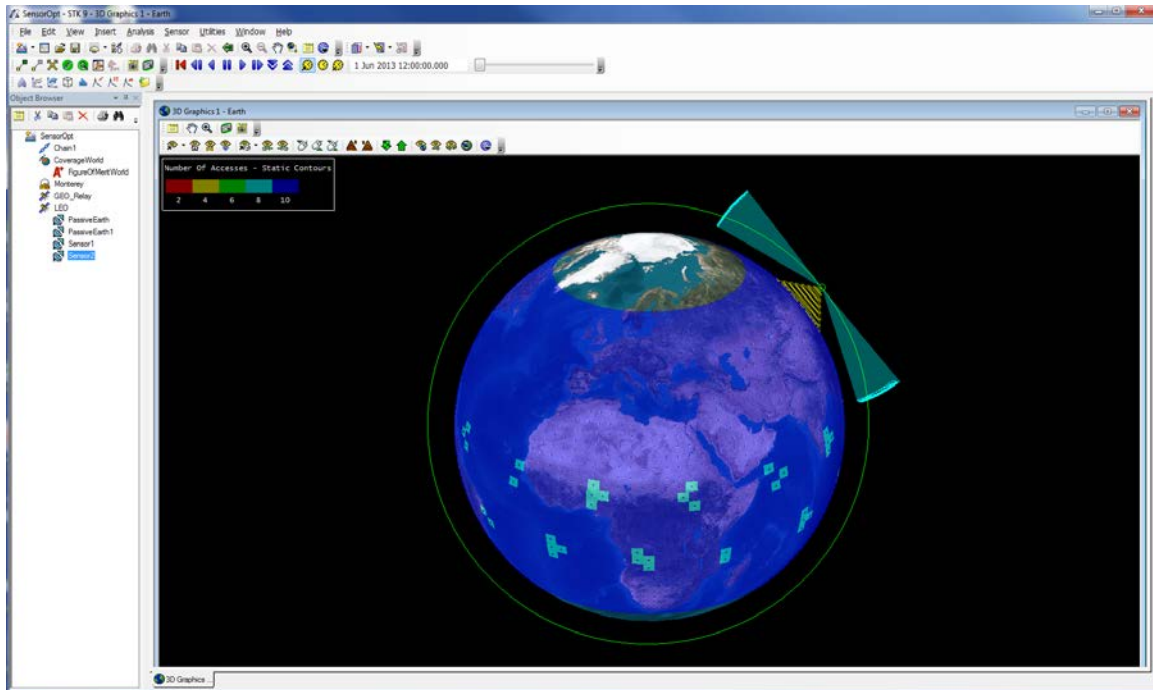 SensorOpt - STK 9 - 3D Graphics 1 - Earth
File Edit View Insert Analysis Sensor Utilities Window Help
1 Jun 2013 12:00:00.000
Object Browser
SensorOpt
Chain1
CoverageWorld
FigureOfMeritWorld
Monterey
GEO_Relay
LEO
PassiveEarth
PassiveEarth1
Sensor1
Sensor2
3D Graphics 1 - Earth
Number Of Accesses - Static Contours
2 4 6 8 10
3D Graphics ...